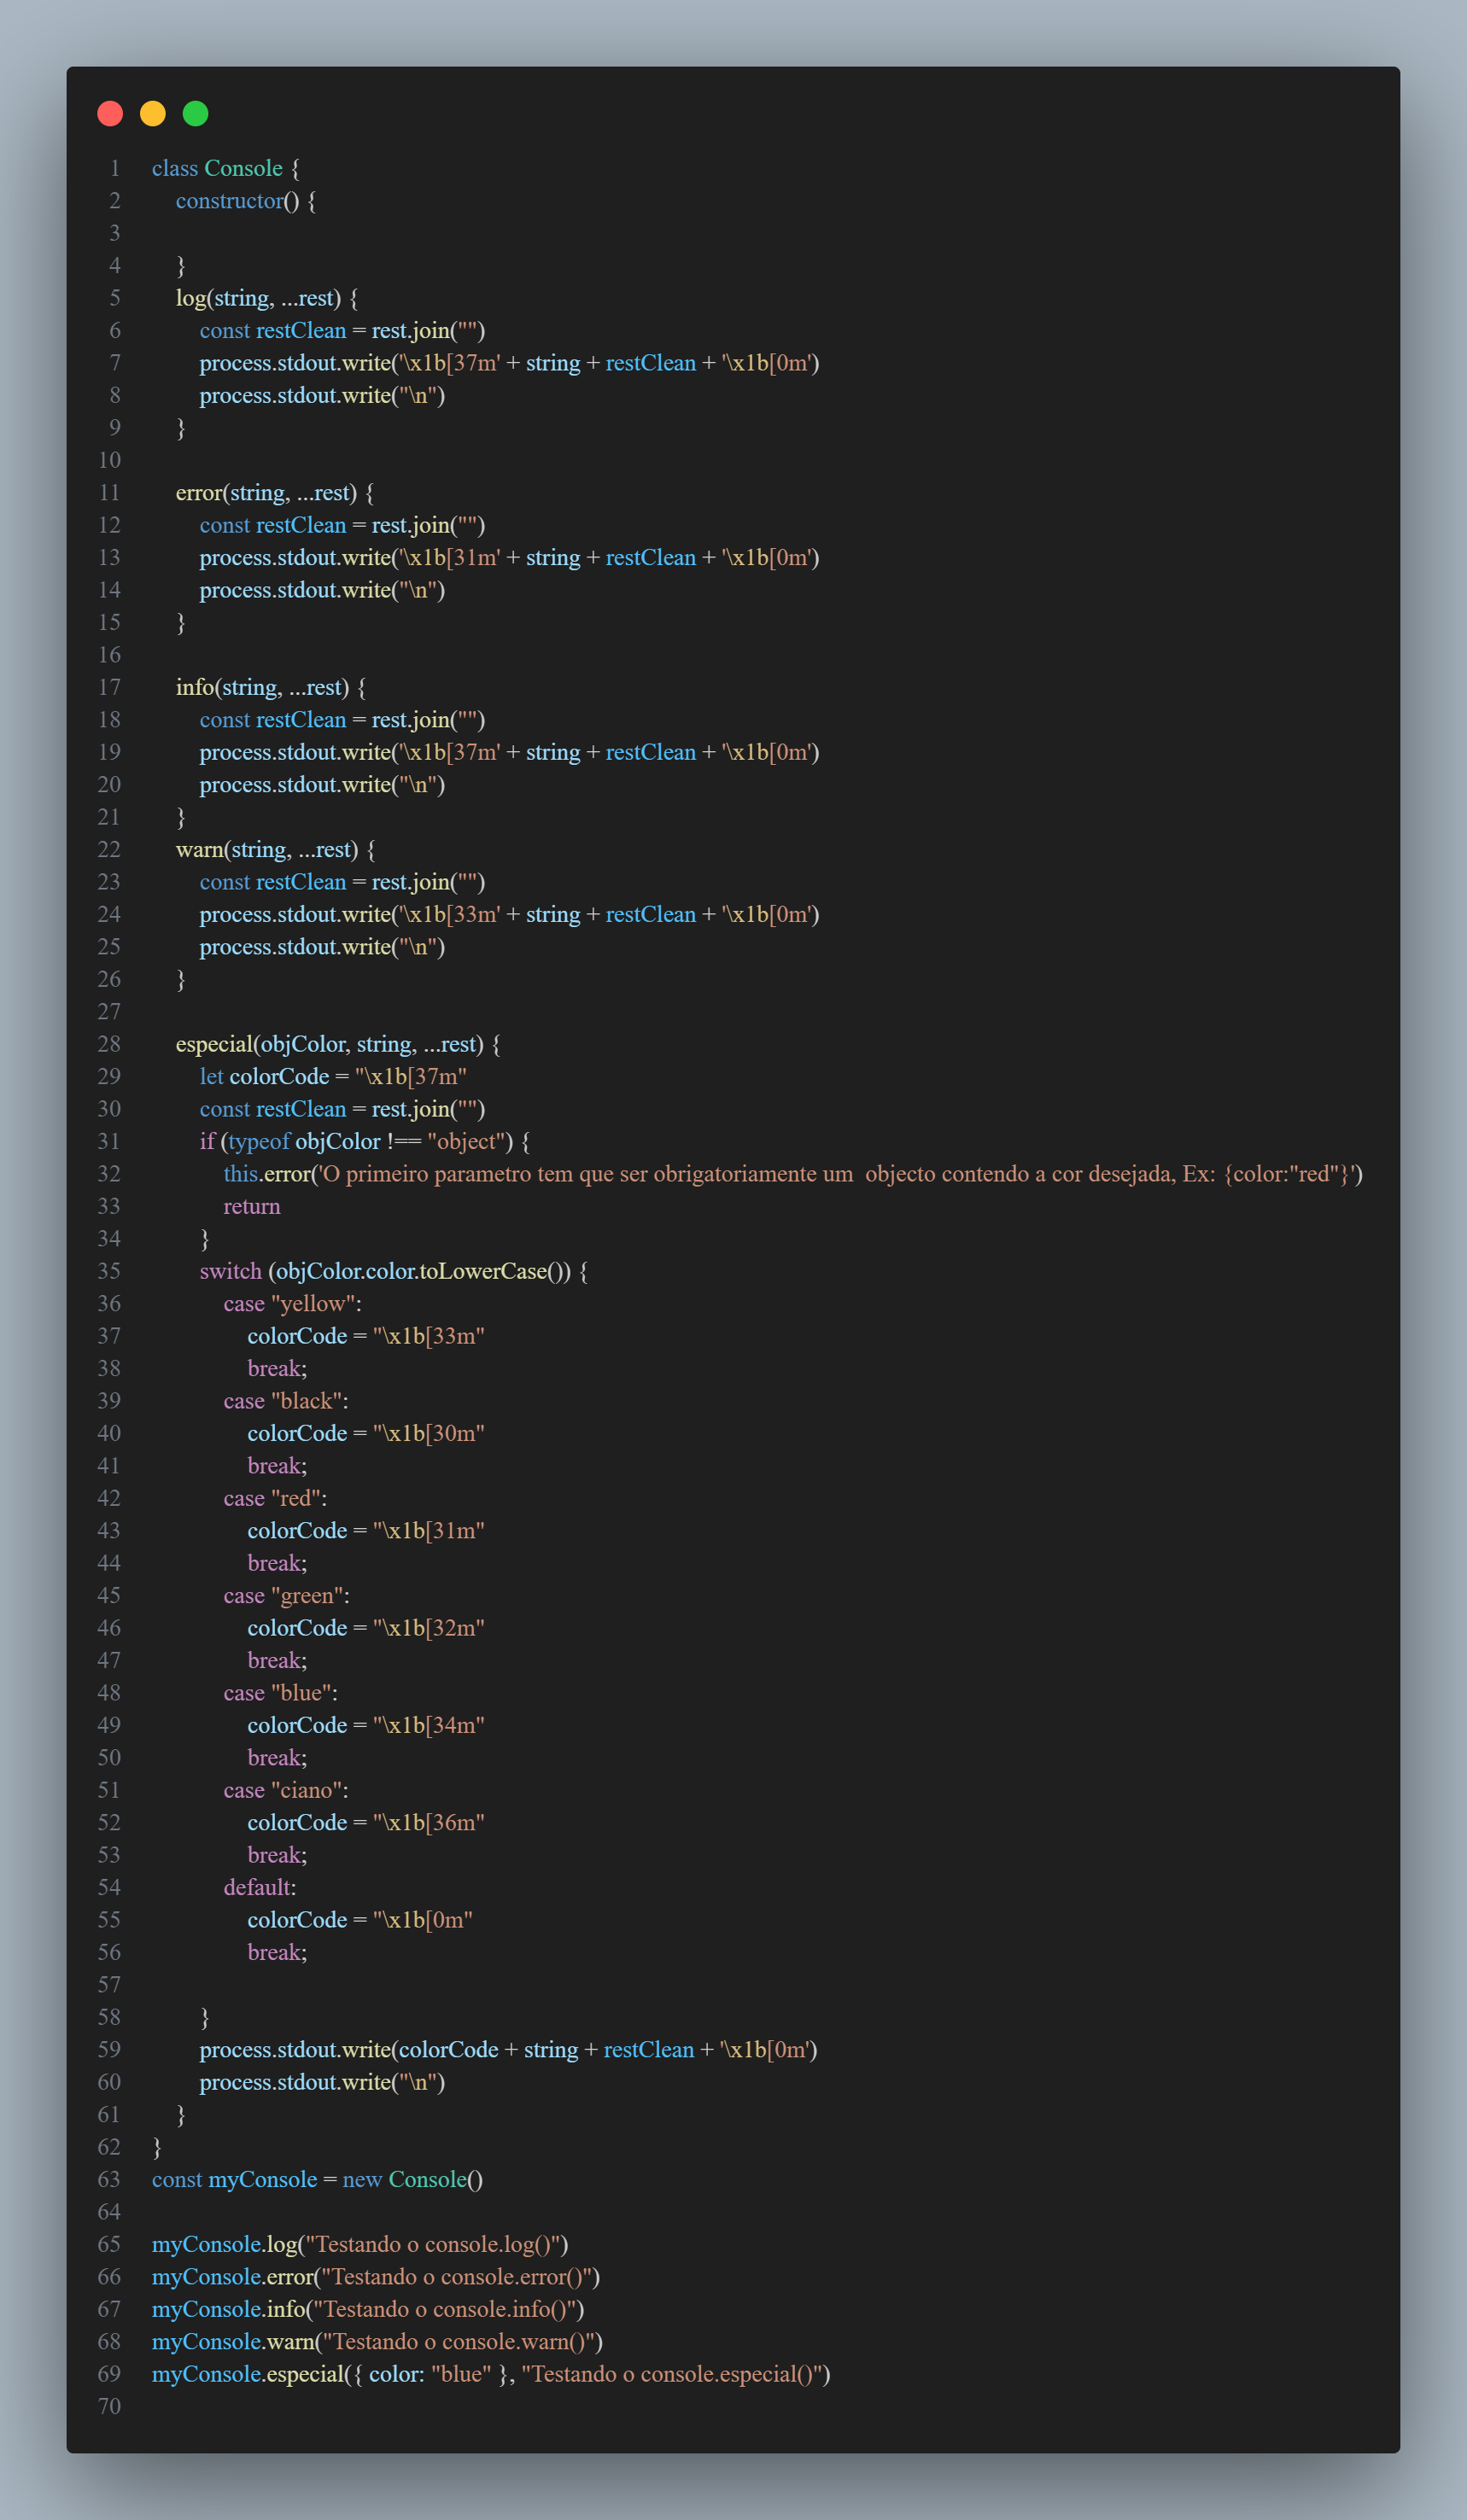 1 class Console {
2     constructor() {
3
4     }
5     log(string, ...rest) {
6         const restClean = rest.join("")
7         process.stdout.write('\x1b[37m' + string + restClean + '\x1b[0m')
8         process.stdout.write("\n")
9     }
10
11     error(string, ...rest) {
12         const restClean = rest.join("")
13         process.stdout.write('\x1b[31m' + string + restClean + '\x1b[0m')
14         process.stdout.write("\n")
15     }
16
17     info(string, ...rest) {
18         const restClean = rest.join("")
19         process.stdout.write('\x1b[37m' + string + restClean + '\x1b[0m')
20         process.stdout.write("\n")
21     }
22     warn(string, ...rest) {
23         const restClean = rest.join("")
24         process.stdout.write('\x1b[33m' + string + restClean + '\x1b[0m')
25         process.stdout.write("\n")
26     }
27
28     especial(objColor, string, ...rest) {
29         let colorCode = "\x1b[37m"
30         const restClean = rest.join("")
31         if (typeof objColor !== "object") {
32             this.error('O primeiro parametro tem que ser obrigatoriamente um  objecto contendo a cor desejada, Ex: {color:"red"}')
33             return
34         }
35         switch (objColor.color.toLowerCase()) {
36             case "yellow":
37                 colorCode = "\x1b[33m"
38                 break;
39             case "black":
40                 colorCode = "\x1b[30m"
41                 break;
42             case "red":
43                 colorCode = "\x1b[31m"
44                 break;
45             case "green":
46                 colorCode = "\x1b[32m"
47                 break;
48             case "blue":
49                 colorCode = "\x1b[34m"
50                 break;
51             case "ciano":
52                 colorCode = "\x1b[36m"
53                 break;
54             default:
55                 colorCode = "\x1b[0m"
56                 break;
57
58         }
59         process.stdout.write(colorCode + string + restClean + '\x1b[0m')
60         process.stdout.write("\n")
61     }
62 }
63 const myConsole = new Console()
64
65 myConsole.log("Testando o console.log()")
66 myConsole.error("Testando o console.error()")
67 myConsole.info("Testando o console.info()")
68 myConsole.warn("Testando o console.warn()")
69 myConsole.especial({ color: "blue" }, "Testando o console.especial()")
70